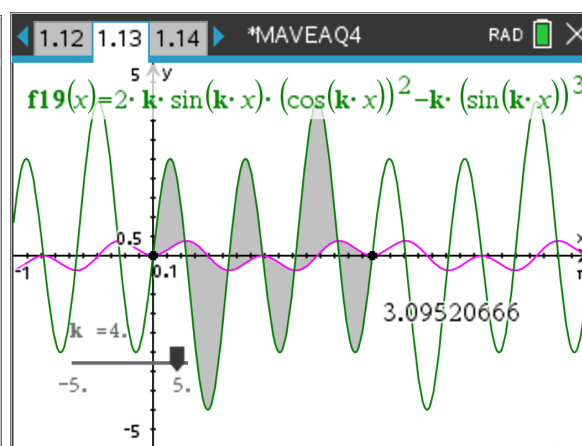 1.12 1.13 1.14 *MAVEAQ4 RAD
5 y
f19(x)=2·k·sin(k·x)·(cos(k·x))²−k·(sin(k·x))³
0.5 x
-1 0.1 π
3.09520666
k =4.
-5. 5.
-5